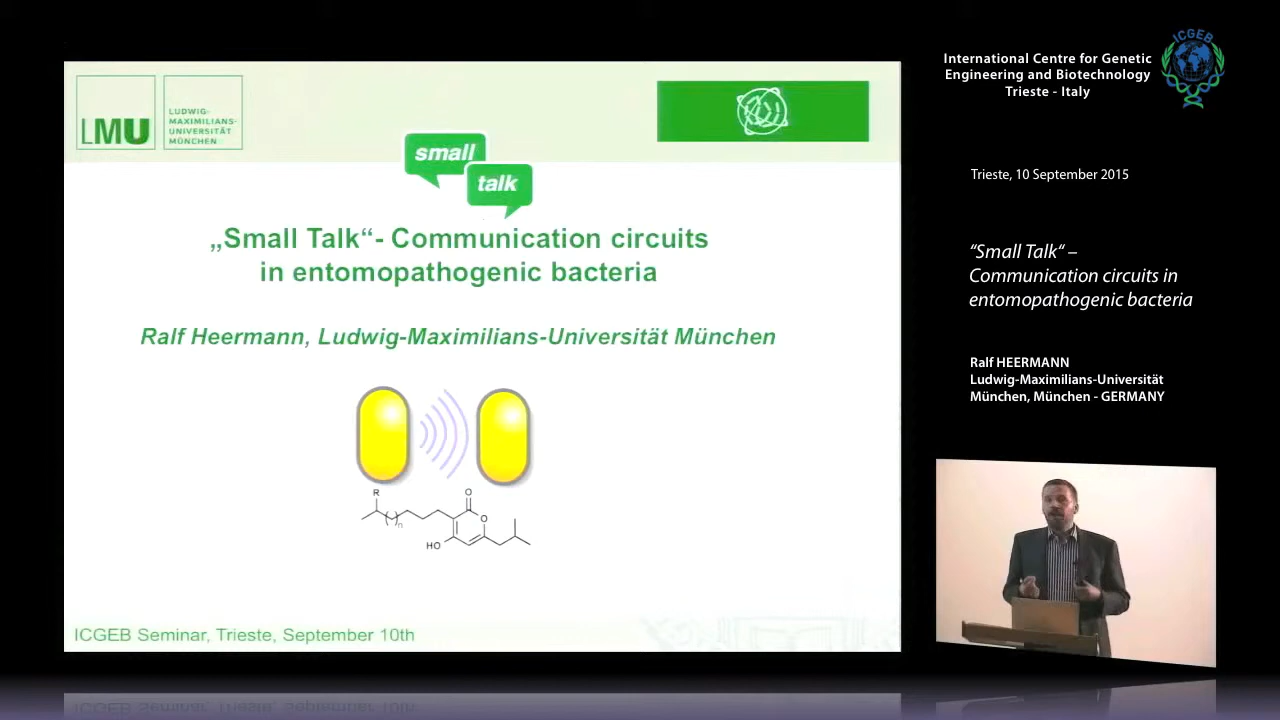 LMU
LUDWIG-
MAXIMILIANS-
UNIVERSITÄT
MÜNCHEN
small
talk
„Small Talk“- Communication circuits
in entomopathogenic bacteria
Ralf Heermann, Ludwig-Maximilians-Universität München
R
O
O
n
HO
ICGEB Seminar, Trieste, September 10th
ICGEB
International Centre for Genetic
Engineering and Biotechnology
Trieste - Italy
Trieste, 10 September 2015
“Small Talk“ –
Communication circuits in
entomopathogenic bacteria
Ralf HEERMANN
Ludwig-Maximilians-Universität
München, München - GERMANY